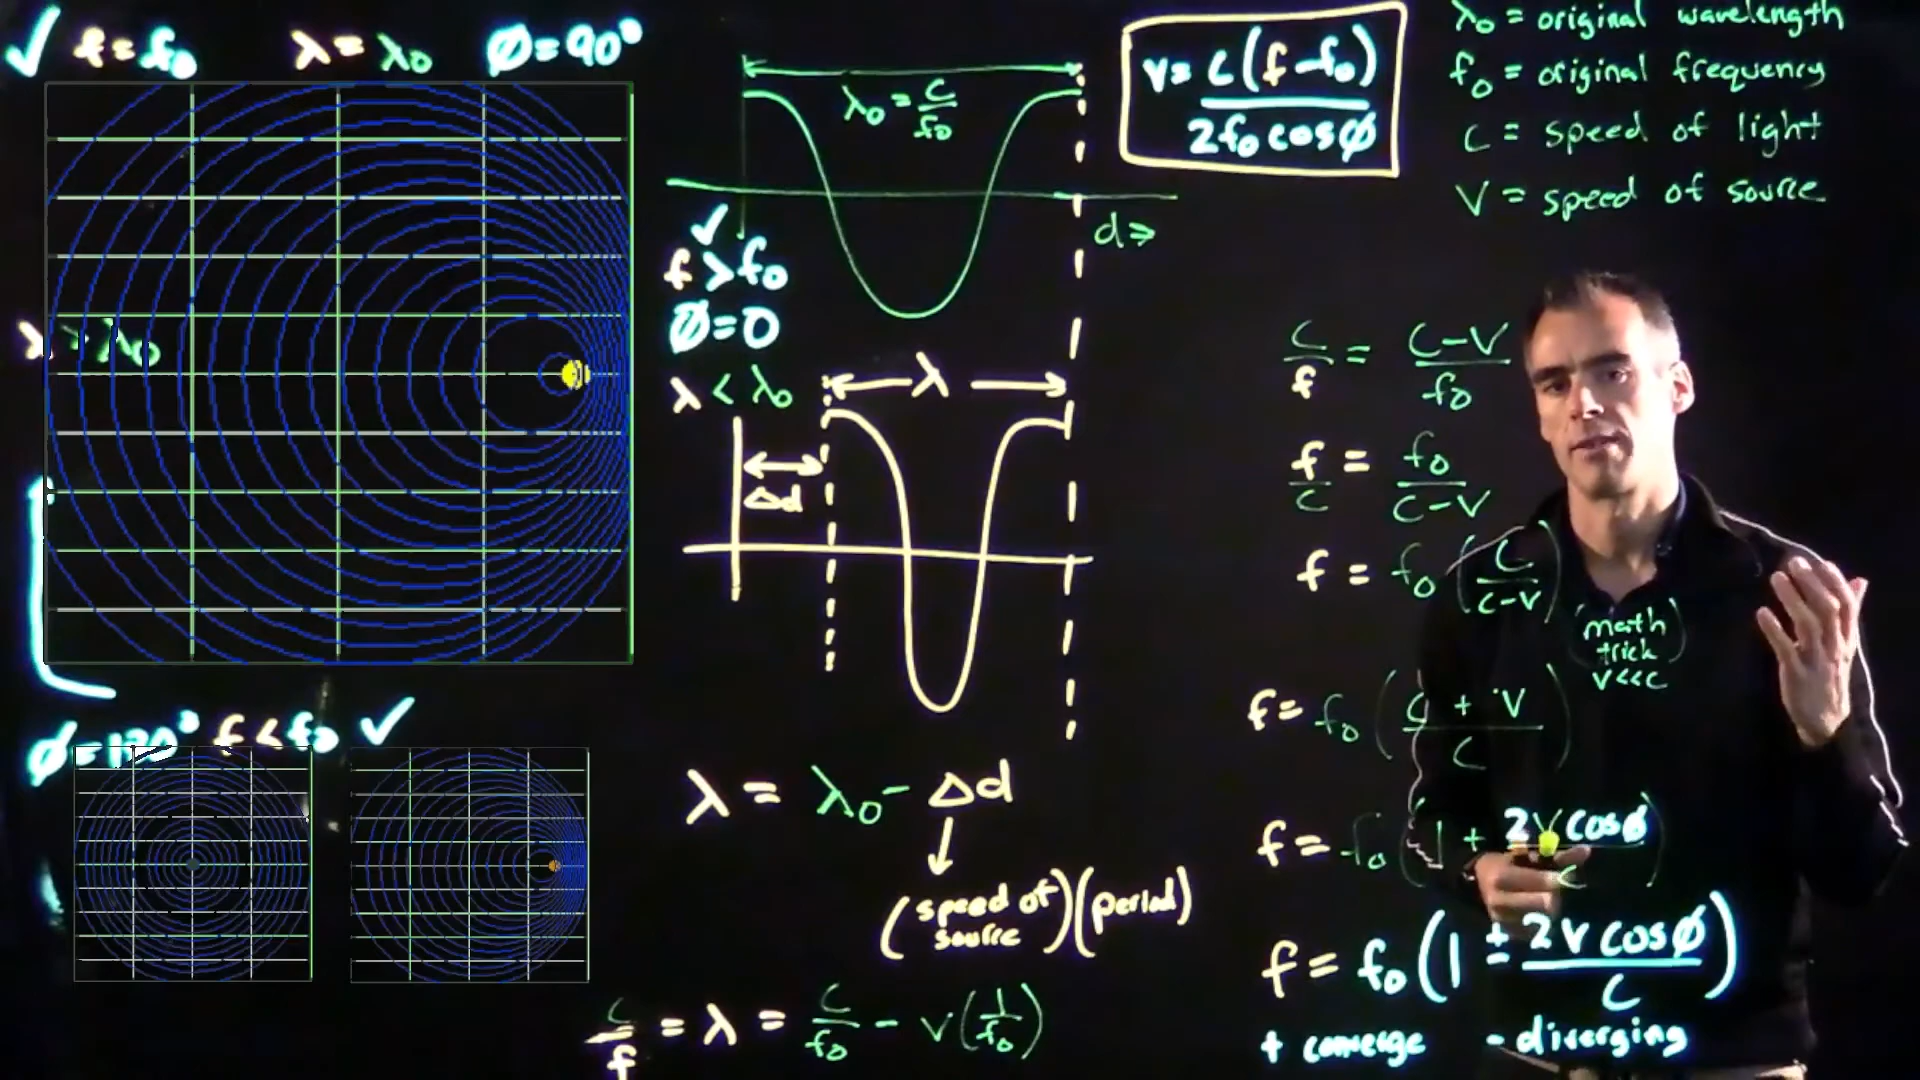 ✓ f = f₀ λ = λ₀ ∅ = 90°
λ > λ₀
∅ = 180° f < f₀ ✓
λ₀ = c/f₀
d ⇒
✓
f > f₀
∅ = 0
λ < λ₀
λ
Δd
λ = λ₀ - Δd
(speed of source)(period)
c/f = λ = c/f₀ - v(1/f₀)
v = c(f - f₀)/2f₀ cos∅
λ₀ = original wavelength
f₀ = original frequency
c = speed of light
v = speed of source
c/f = c-v/f₀
f/c = f₀/c-v
f = f₀(c/c-v)
(math
trick
v<<c)
f = f₀(c + v/c)
f = f₀(1 + 2v cos∅/c)
f = f₀(1 ± 2v cos∅/c)
+ converge - diverging